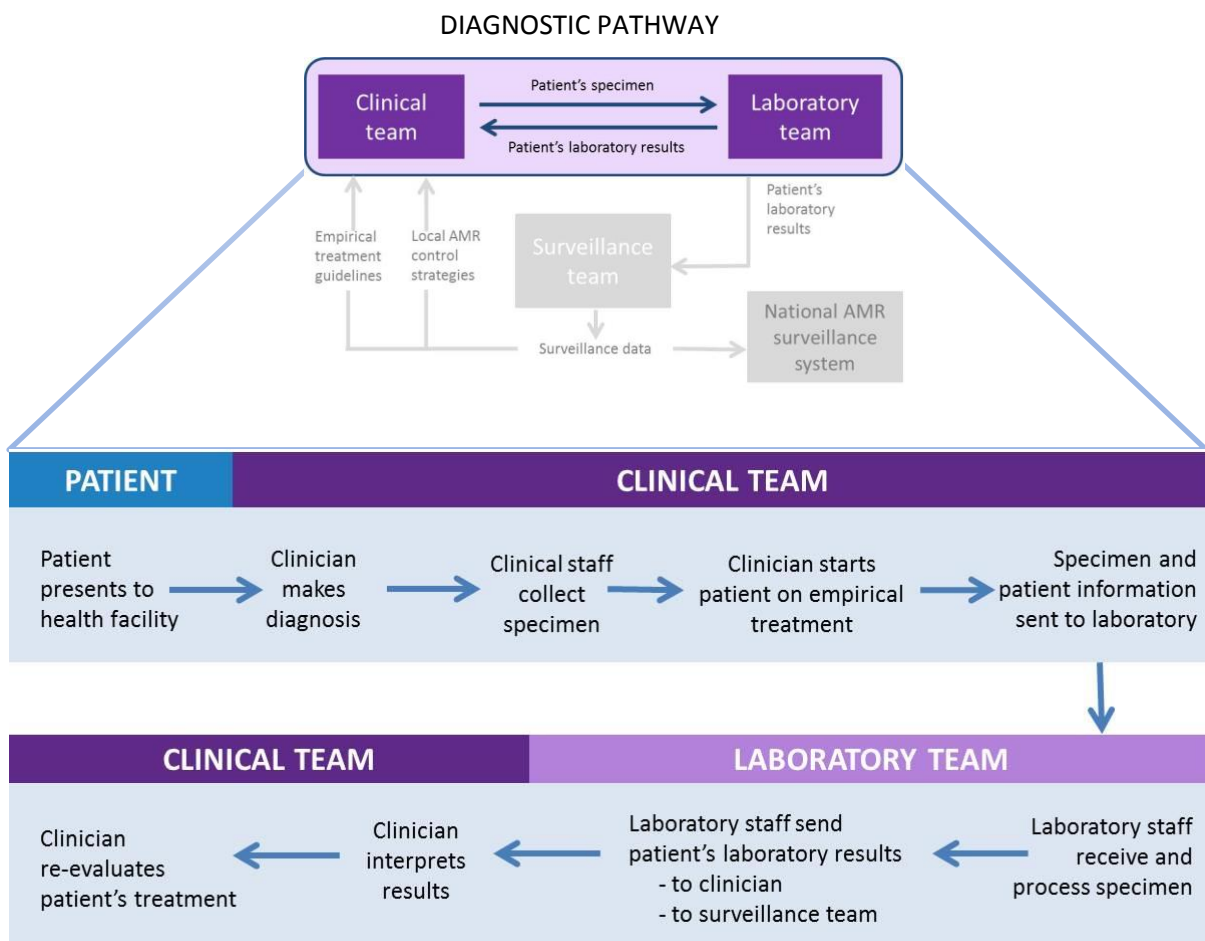 DIAGNOSTIC PATHWAY
Clinical
team
Patient's specimen
Patient's laboratory results
Laboratory
team
Empirical
treatment
guidelines
Local AMR
control
strategies
Surveillance
team
Patient's
laboratory
results
Surveillance data
National AMR
surveillance
system
PATIENT
CLINICAL TEAM
Patient
presents to
health facility
Clinician
makes
diagnosis
Clinical staff
collect
specimen
Clinician starts
patient on empirical
treatment
Specimen and
patient information
sent to laboratory
CLINICAL TEAM
LABORATORY TEAM
Clinician
re-evaluates
patient's treatment
Clinician
interprets
results
Laboratory staff send
patient's laboratory results
- to clinician
- to surveillance team
Laboratory staff
receive and
process specimen